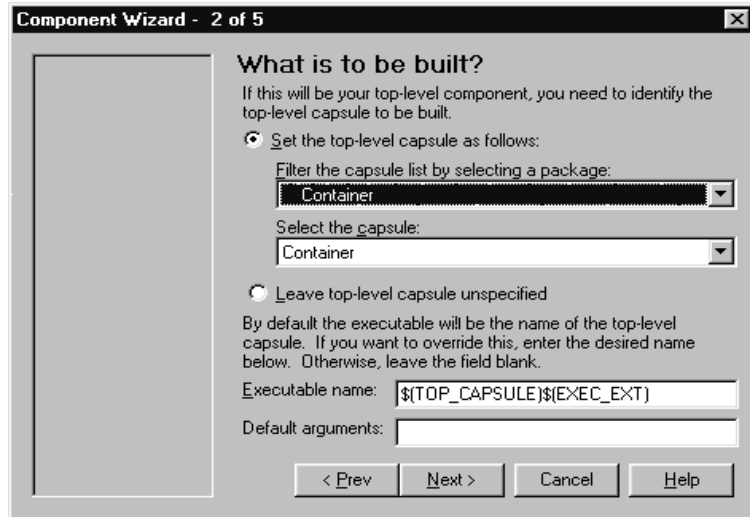 Component Wizard - 2 of 5
What is to be built?
If this will be your top-level component, you need to identify the
top-level capsule to be built.
Set the top-level capsule as follows:
Filter the capsule list by selecting a package:
Container
Select the capsule:
Container
Leave top-level capsule unspecified
By default the executable will be the name of the top-level
capsule. If you want to override this, enter the desired name
below. Otherwise, leave the field blank.
Executable name: $(TOP_CAPSULE)$(EXEC_EXT)
Default arguments:
< Prev Next > Cancel Help